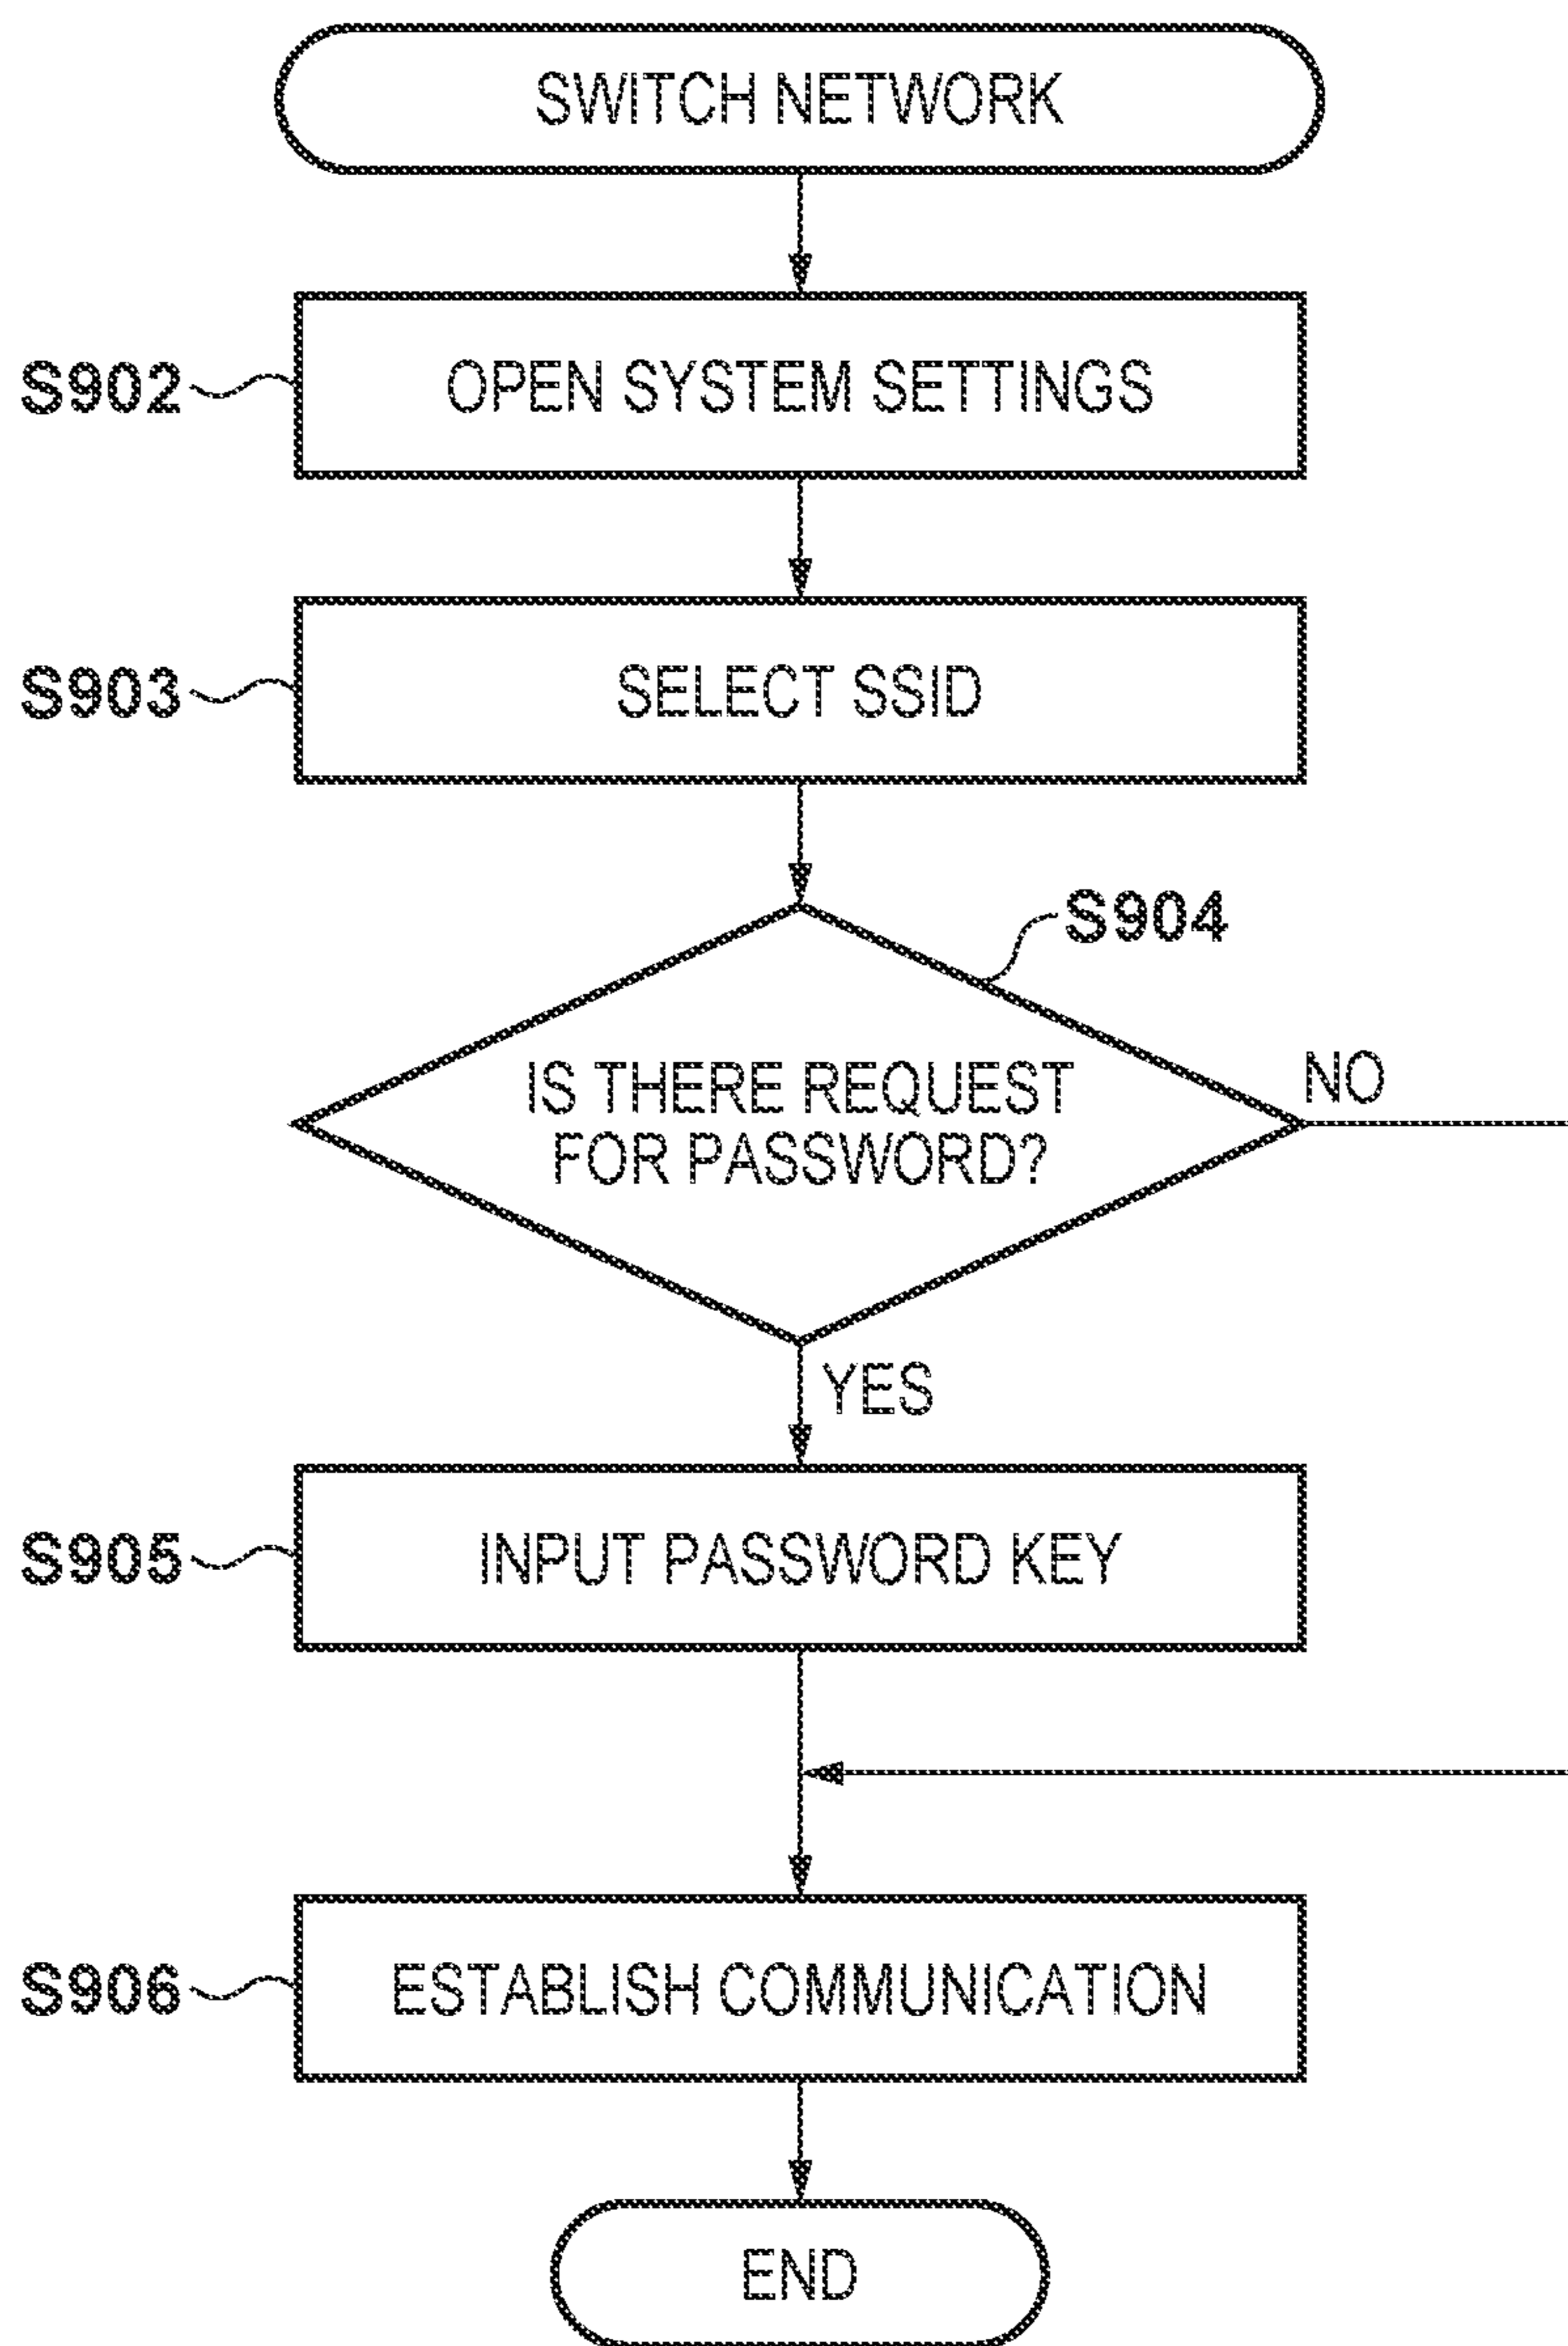 SWITCH NETWORK
S902
OPEN SYSTEM SETTINGS
S903
SELECT SSID
S904
IS THERE REQUEST
FOR PASSWORD?
NO
YES
S905
INPUT PASSWORD KEY
S906
ESTABLISH COMMUNICATION
END